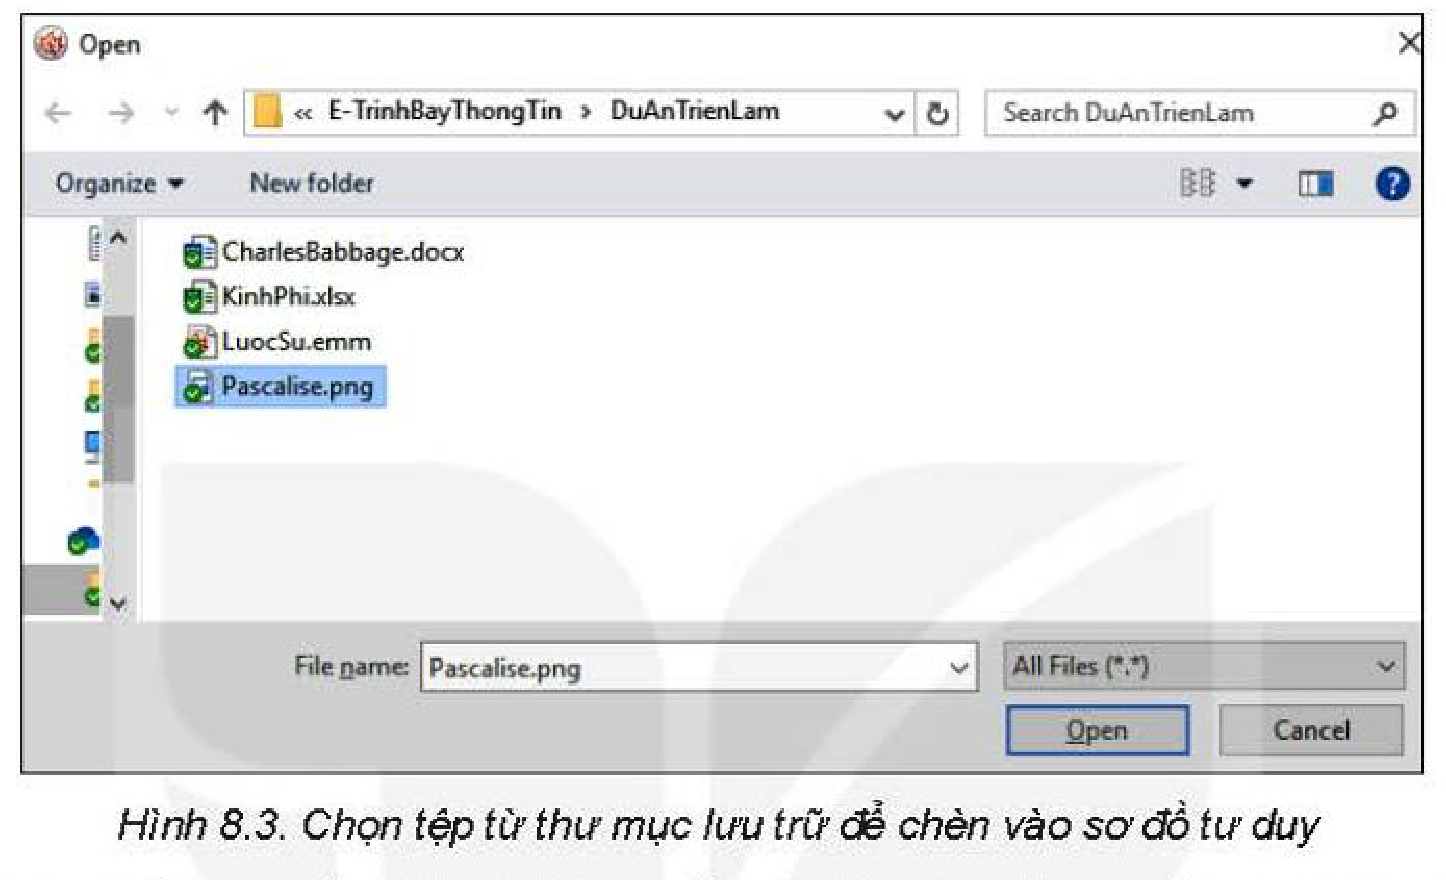 Open
« E-TrinhBayThongTin > DuAnTrienLam
Search DuAnTrienLam
Organize
New folder
CharlesBabbage.docx
KinhPhi.xlsx
LuocSu.emm
Pascalise.png
File name: Pascalise.png
All Files (*.*)
Open
Cancel
Hình 8.3. Chọn tệp từ thư mục lưu trữ để chèn vào sơ đồ tư duy